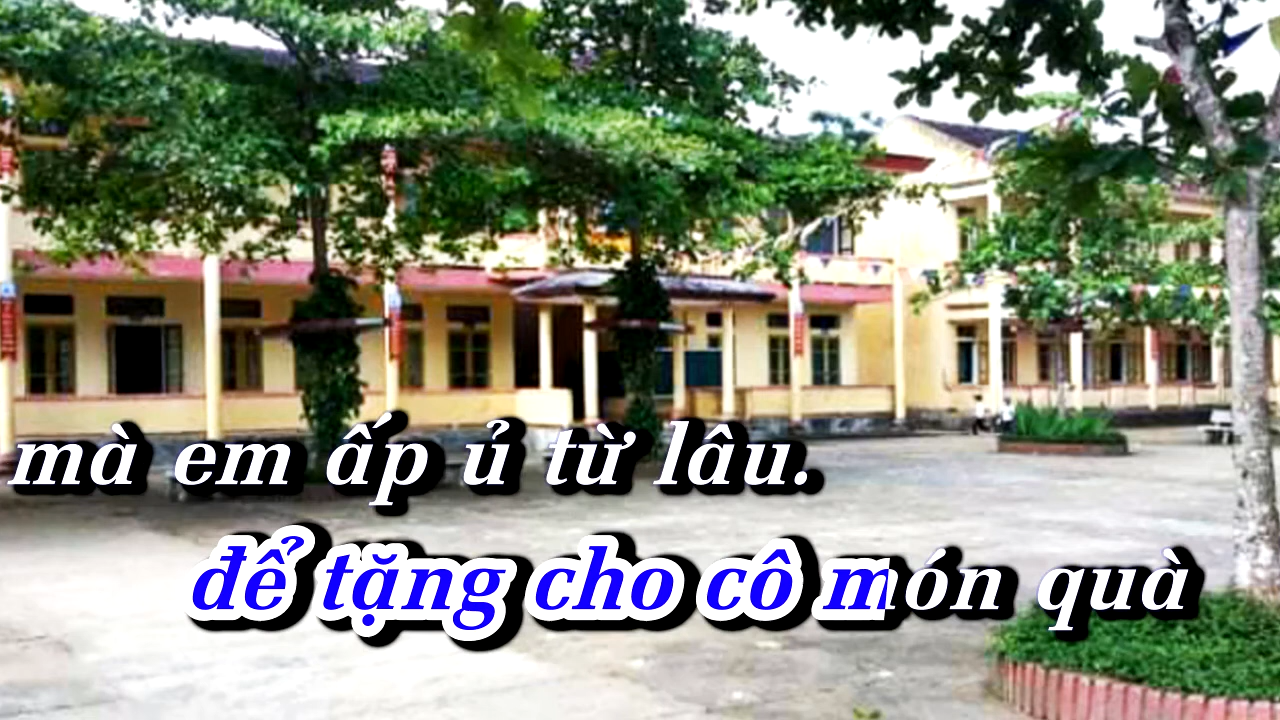 mà em ấp ủ từ lâu.
để tặng cho cô món quà